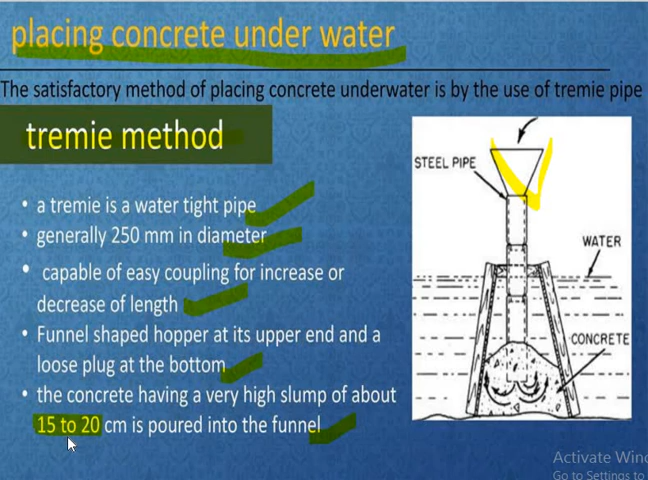 placing concrete under water
The satisfactory method of placing concrete underwater is by the use of tremie pipe
tremie method
• a tremie is a water tight pipe
• generally 250 mm in diameter
• capable of easy coupling for increase or
decrease of length
• Funnel shaped hopper at its upper end and a
loose plug at the bottom
• the concrete having a very high slump of about
15 to 20 cm is poured into the funnel
STEEL PIPE
WATER
CONCRETE
Activate Wind
Go to Settings to